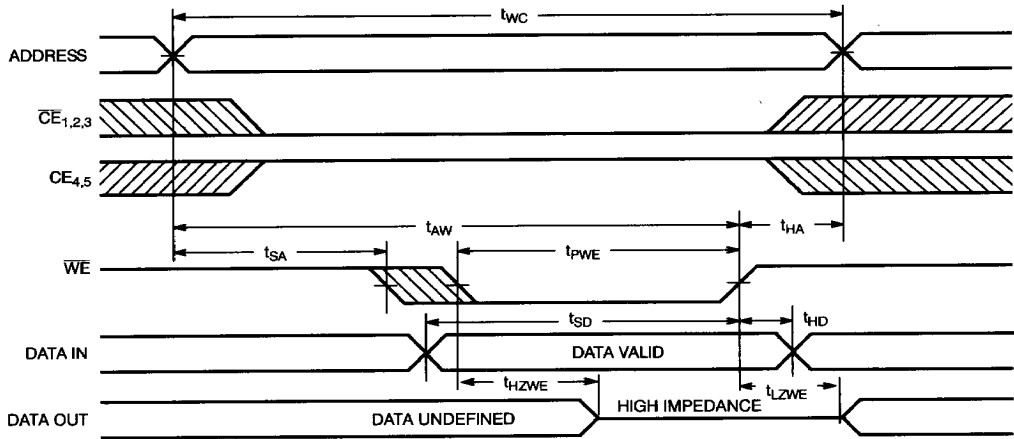 tWC
ADDRESS
CE1,2,3
CE4,5
tAW
tHA
tSA
tPWE
WE
tSD
tHD
DATA IN
DATA VALID
tHZWE
tLZWE
DATA OUT
DATA UNDEFINED
HIGH IMPEDANCE